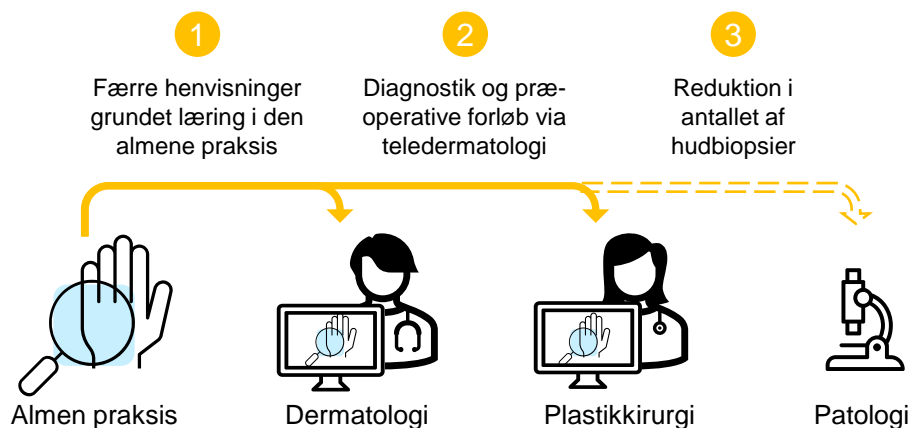 1
Færre henvisninger
grundet læring i den
almene praksis
2
Diagnostik og præ-
operative forløb via
teledermatologi
3
Reduktion i
antallet af
hudbiopsier
Almen praksis
Dermatologi
Plastikkirurgi
Patologi